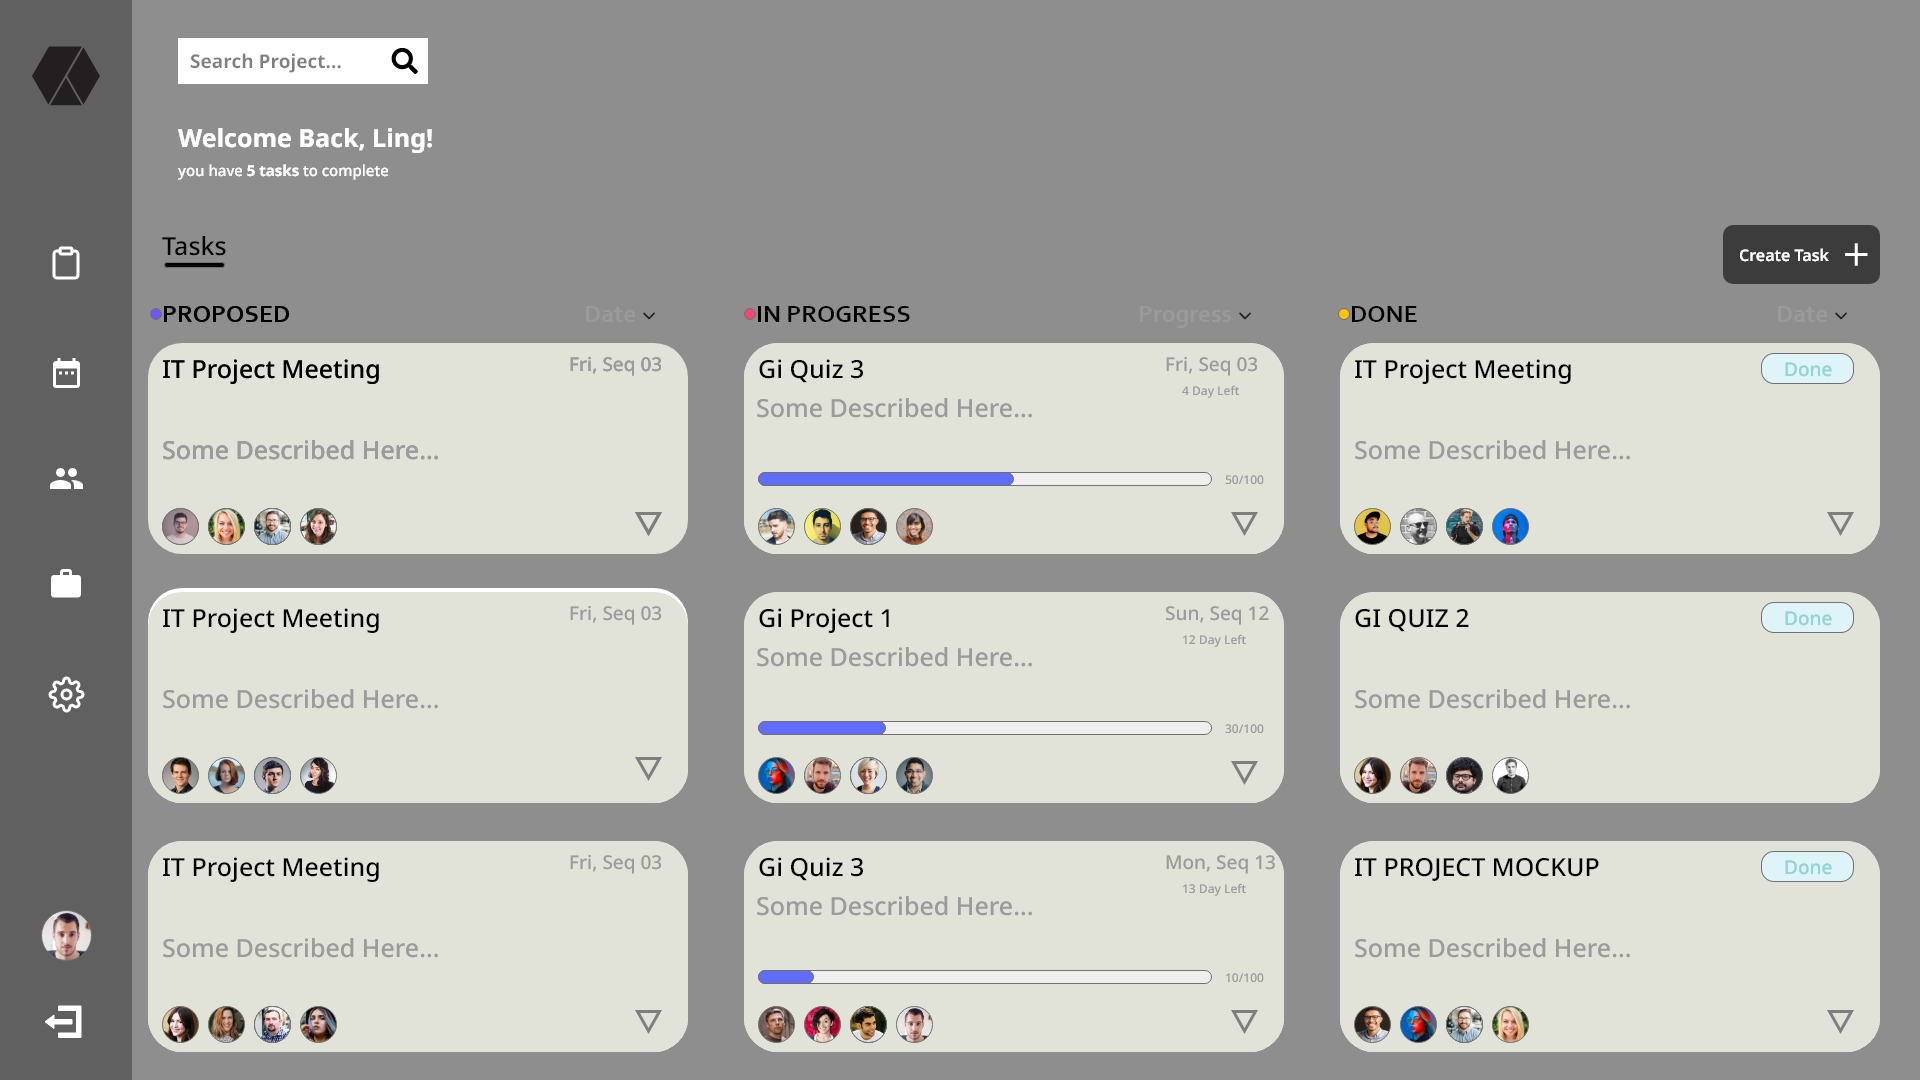 Search Project...
Welcome Back, Ling!
you have 5 tasks to complete
Tasks
Create Task
PROPOSED
Date
IT Project Meeting
Fri, Seq 03
Some Described Here...
IT Project Meeting
Fri, Seq 03
Some Described Here...
IT Project Meeting
Fri, Seq 03
Some Described Here...
IN PROGRESS
Progress
Gi Quiz 3
Fri, Seq 03
4 Day Left
Some Described Here...
50/100
Gi Project 1
Sun, Seq 12
12 Day Left
Some Described Here...
30/100
Gi Quiz 3
Mon, Seq 13
13 Day Left
Some Described Here...
10/100
DONE
Date
IT Project Meeting
Done
Some Described Here...
GI QUIZ 2
Done
Some Described Here...
IT PROJECT MOCKUP
Done
Some Described Here...